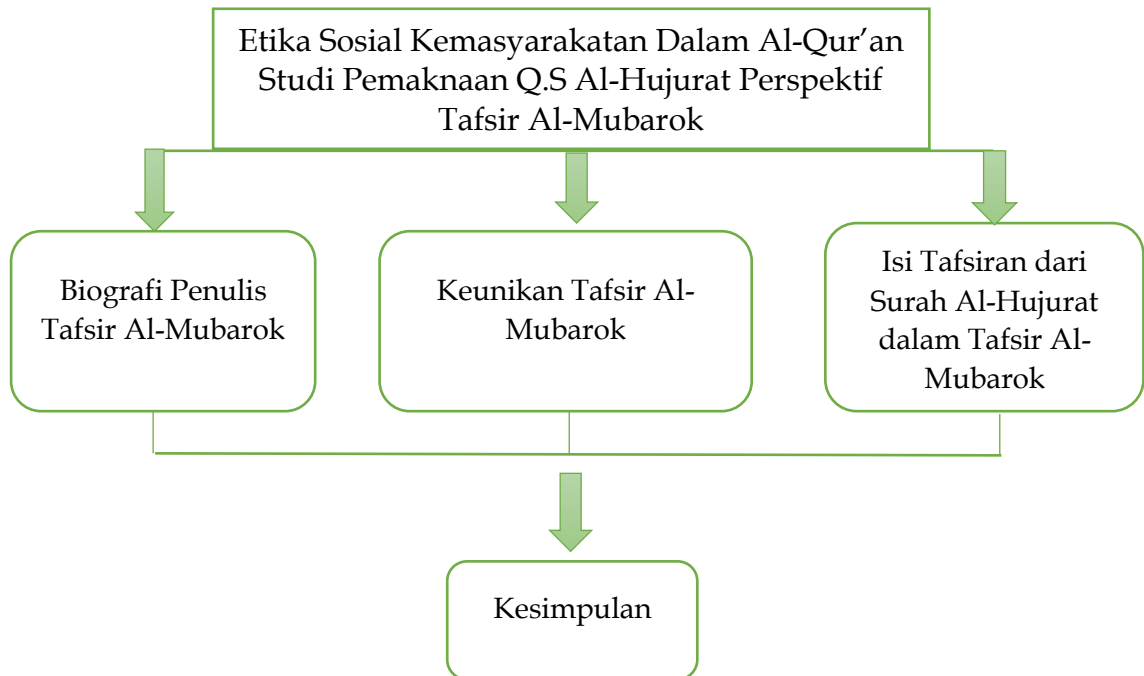 Etika Sosial Kemasyarakatan Dalam Al-Qur’an
Studi Pemaknaan Q.S Al-Hujurat Perspektif
Tafsir Al-Mubarok
Biografi Penulis
Tafsir Al-Mubarok
Keunikan Tafsir Al-
Mubarok
Isi Tafsiran dari
Surah Al-Hujurat
dalam Tafsir Al-
Mubarok
Kesimpulan